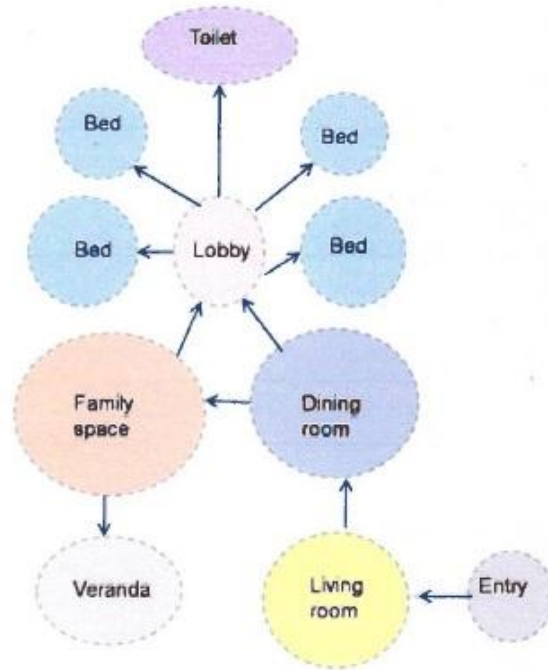 Toilet
Bed
Bed
Bed
Lobby
Bed
Family
space
Dining
room
Veranda
Living
room
Entry